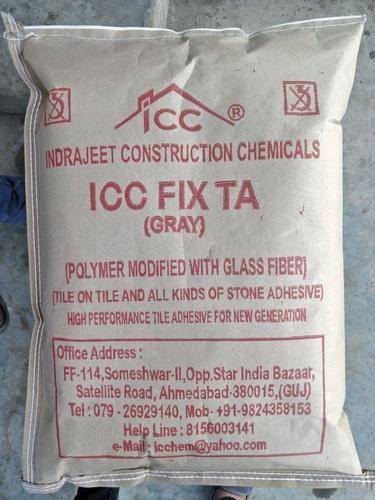 ICC ®
INDRAJEET CONSTRUCTION CHEMICALS
ICC FIX TA
(GRAY)
(POLYMER MODIFIED WITH GLASS FIBER)
(TILE ON TILE AND ALL KINDS OF STONE ADHESIVE)
HIGH PERFORMANCE TILE ADHESIVE FOR NEW GENERATION
Office Address :
FF-114,Someshwar-II,Opp.Star India Bazaar,
Satellite Road, Ahmedabad-380015,(GUJ)
Tel : 079 - 26929140, Mob- +91-9824358153
Help Line : 8156003141
e-Mail : icchem@yahoo.com